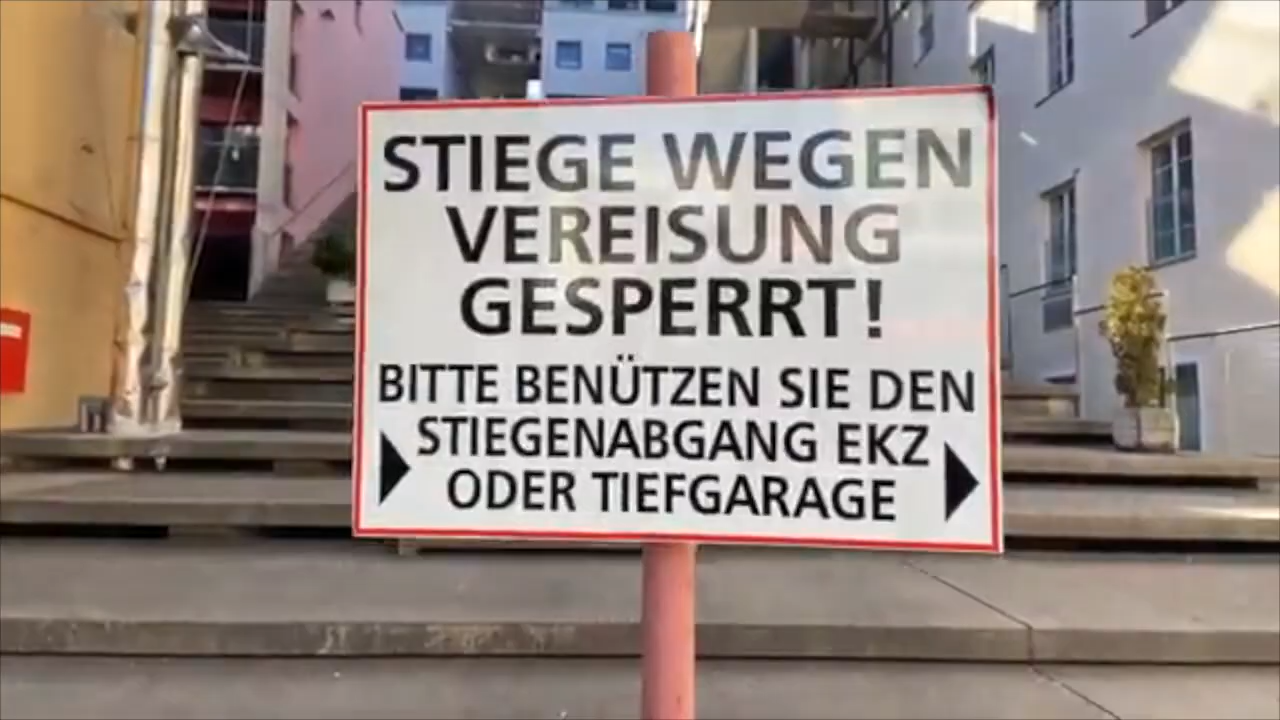 STIEGE WEGEN
VEREISUNG
GESPERRT!
BITTE BENÜTZEN SIE DEN
STIEGENABGANG EKZ
ODER TIEFGARAGE